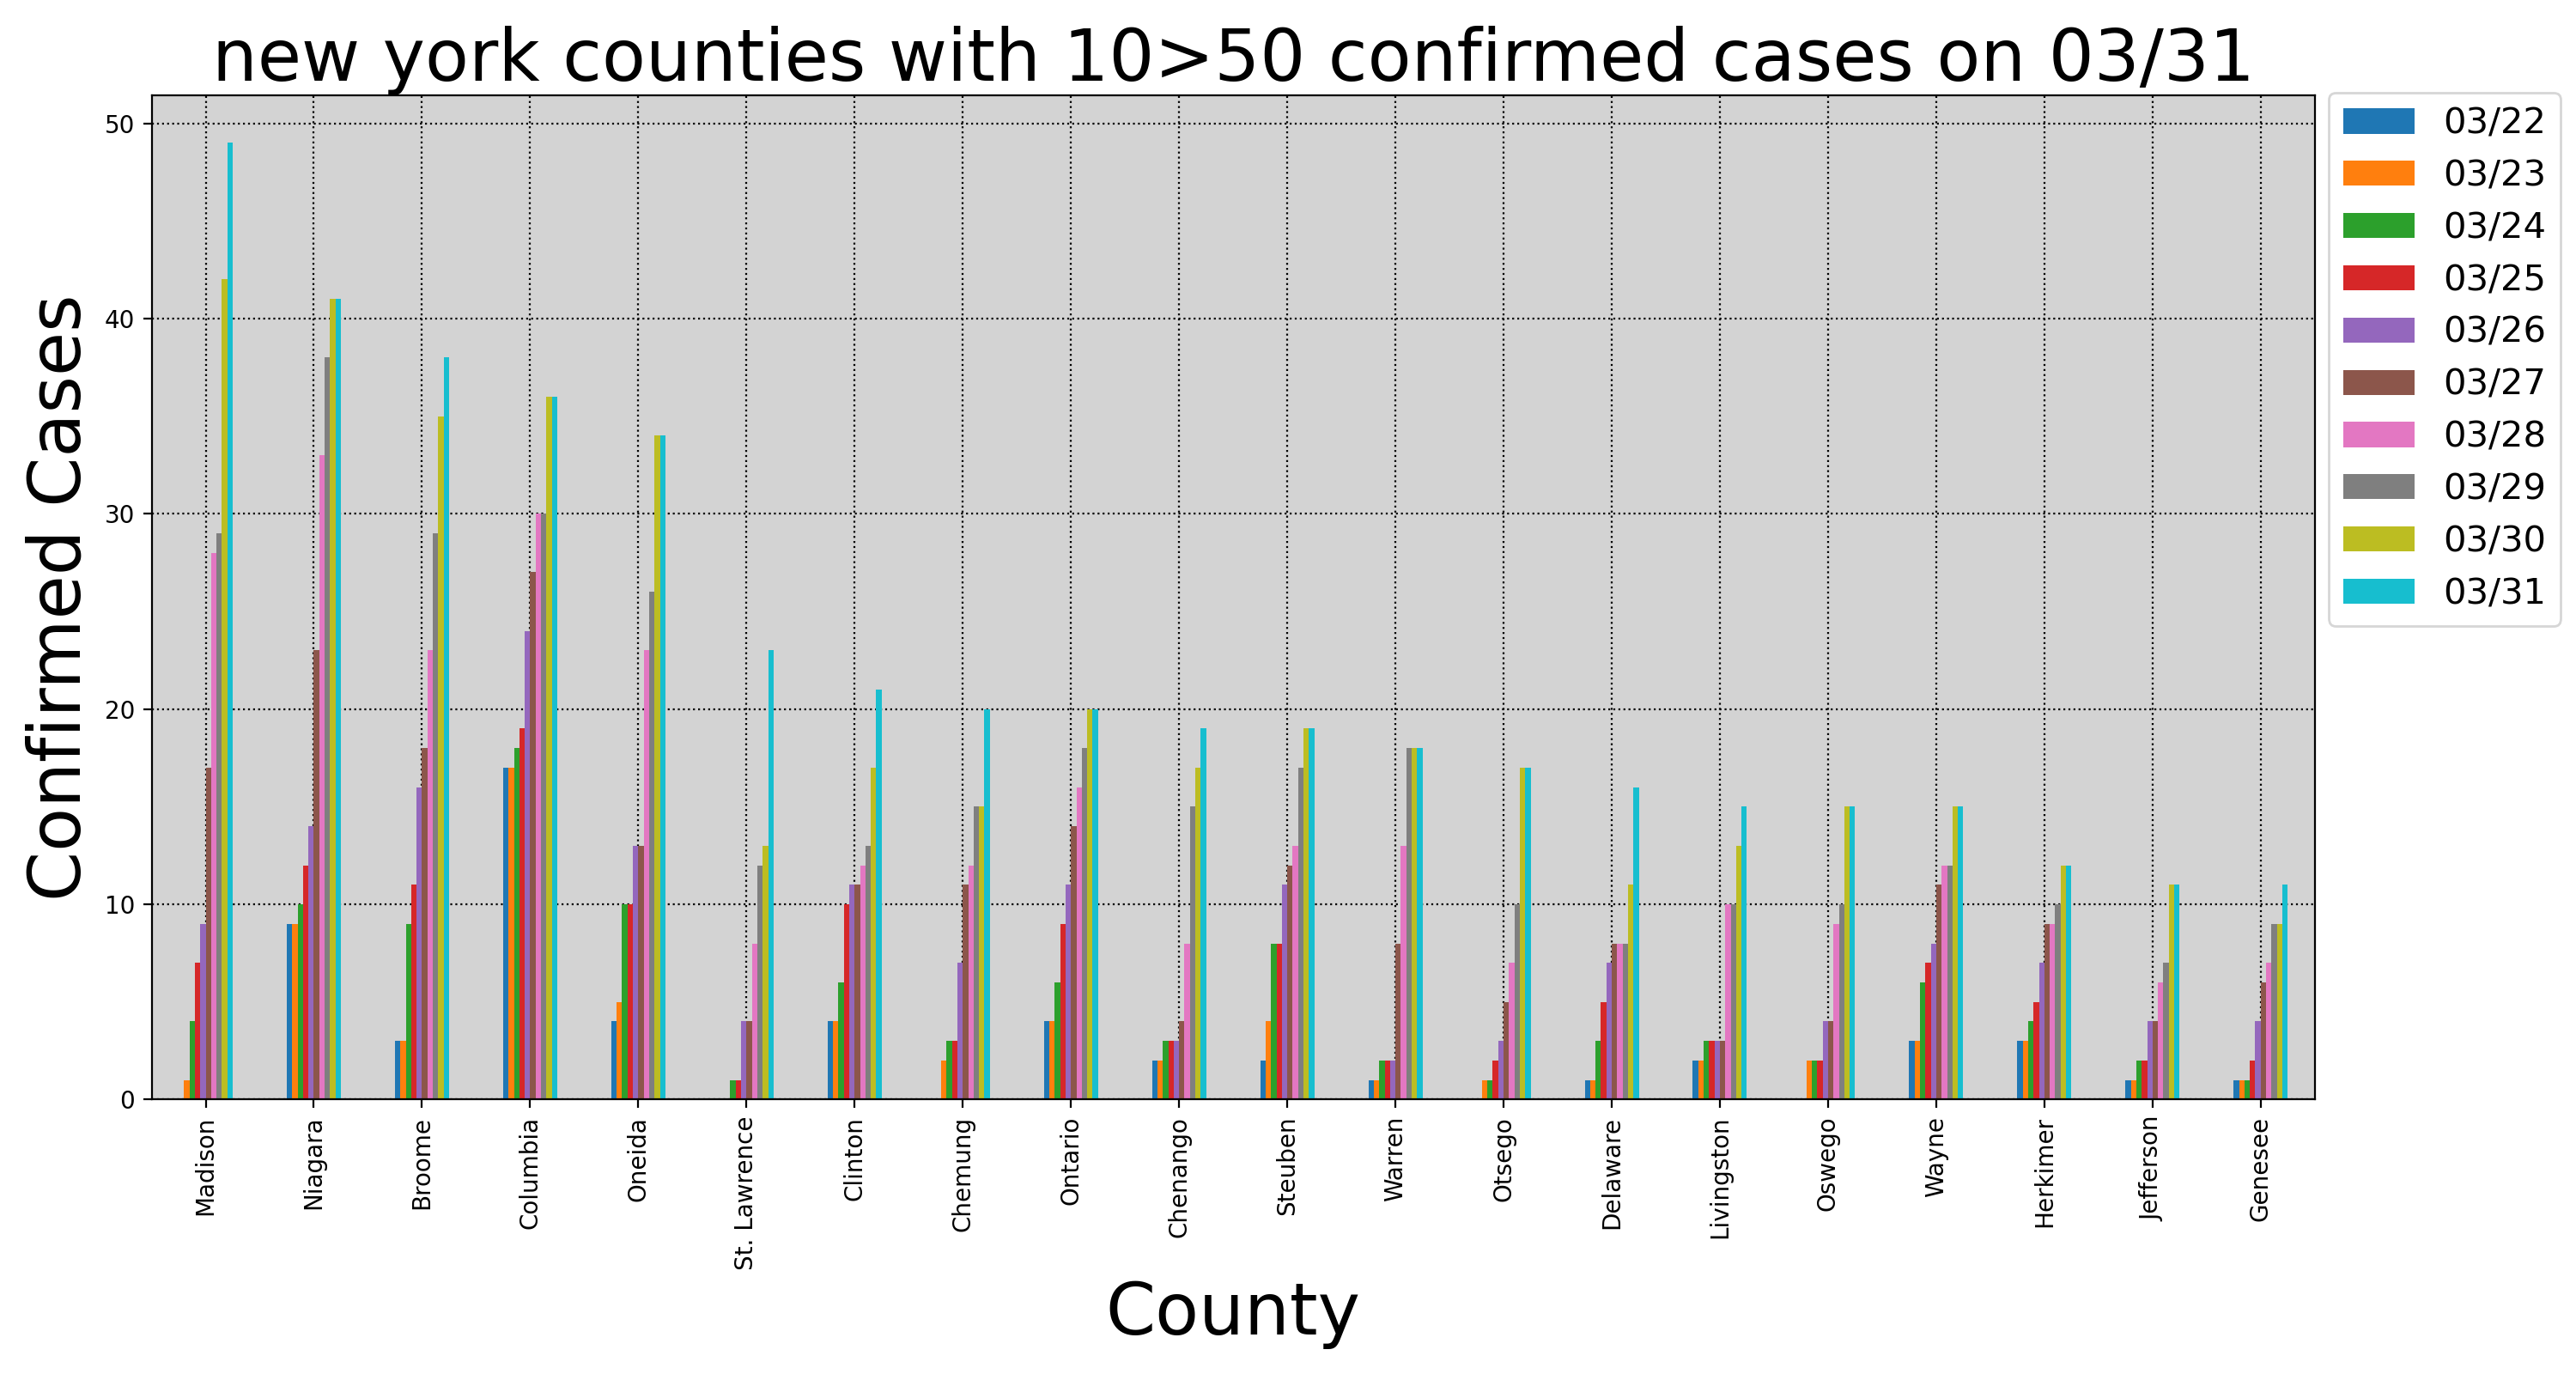 new york counties with 10>50 confirmed cases on 03/31
Confirmed Cases
50
40
30
20
10
0
Madison
Niagara
Broome
Columbia
Oneida
St. Lawrence
Clinton
Chemung
Ontario
Chenango
Steuben
Warren
Otsego
Delaware
Livingston
Oswego
Wayne
Herkimer
Jefferson
Genesee
County
03/22
03/23
03/24
03/25
03/26
03/27
03/28
03/29
03/30
03/31